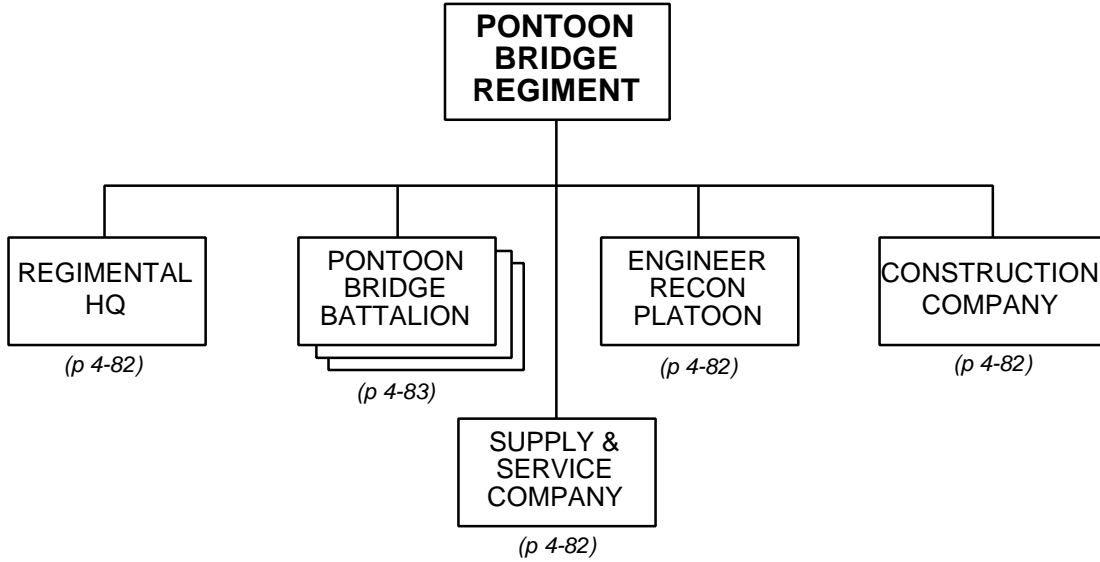 PONTOON
BRIDGE
REGIMENT
REGIMENTAL
HQ
(p 4-82)
PONTOON
BRIDGE
BATTALION
(p 4-83)
ENGINEER
RECON
PLATOON
(p 4-82)
CONSTRUCTION
COMPANY
(p 4-82)
SUPPLY &
SERVICE
COMPANY
(p 4-82)